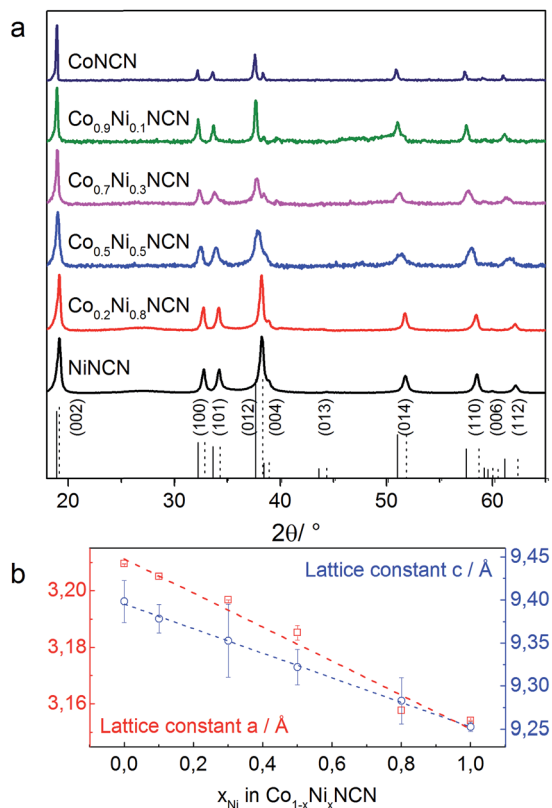 a
CoNCN
Co0.9Ni0.1NCN
Co0.7Ni0.3NCN
Co0.5Ni0.5NCN
Co0.2Ni0.8NCN
NiNCN
(002) (100) (101) (012) (004) (013) (014) (110) (006) (112)
20 30 40 50 60
2θ/ °
b
Lattice constant c / Å
3,20
3,18
3,16
9,45
9,40
9,35
9,30
9,25
Lattice constant a / Å
0,0 0,2 0,4 0,6 0,8 1,0
xNi in Co1-xNixNCN